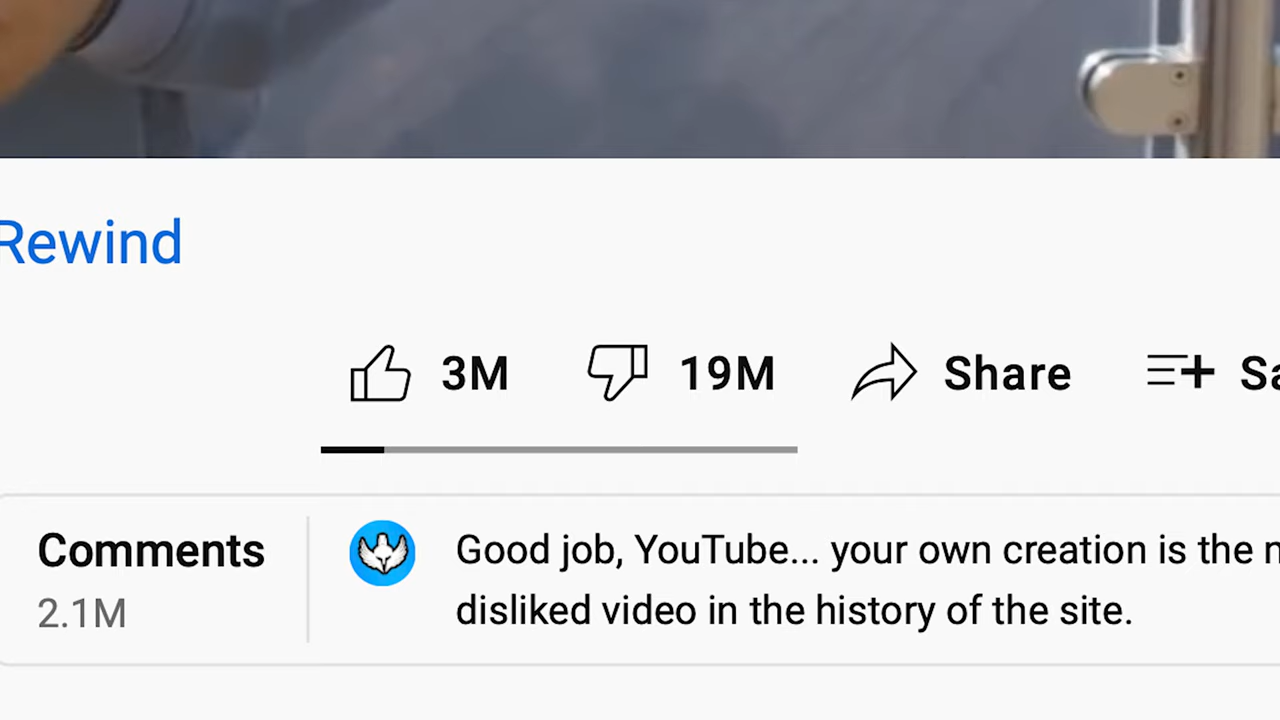 Rewind
3M 19M Share
Comments
2.1M
Good job, YouTube... your own creation is the
disliked video in the history of the site.